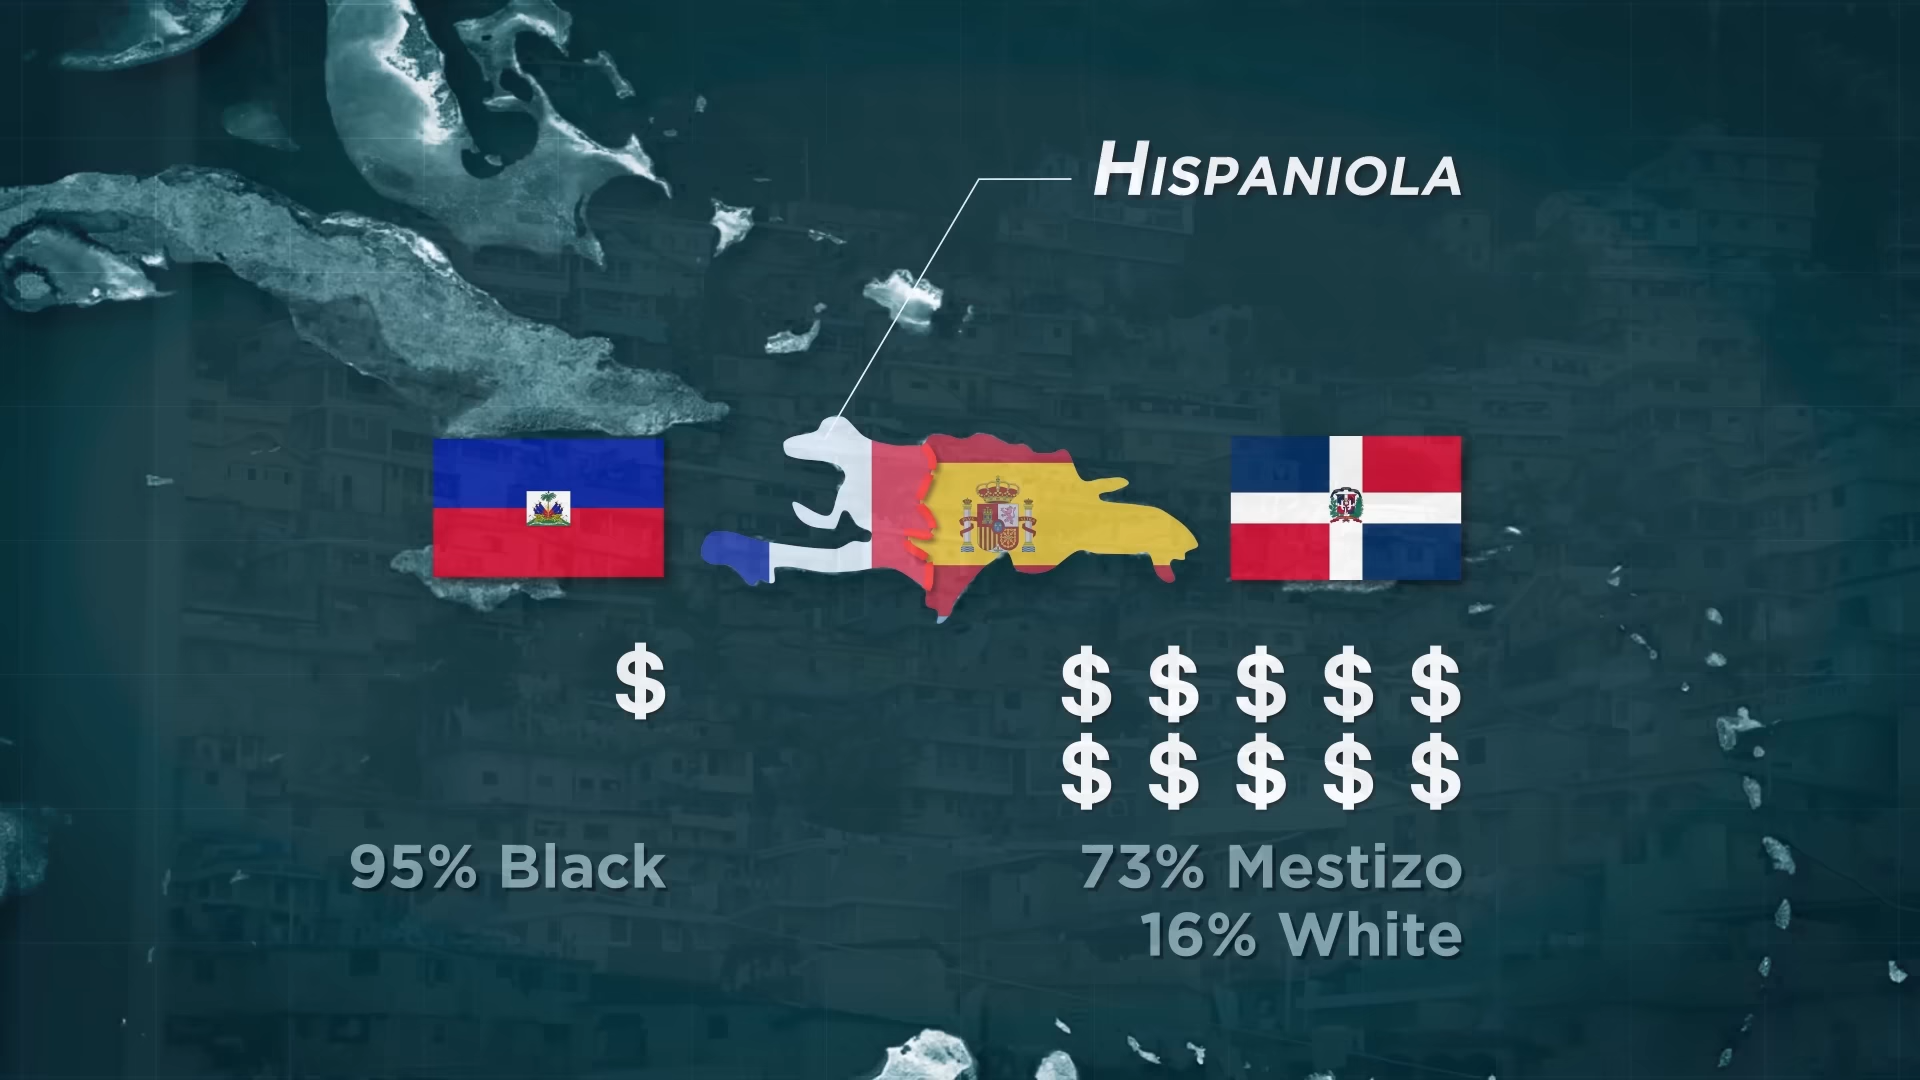 HISPANIOLA
$
$ $ $ $ $
$ $ $ $ $
95% Black
73% Mestizo
16% White